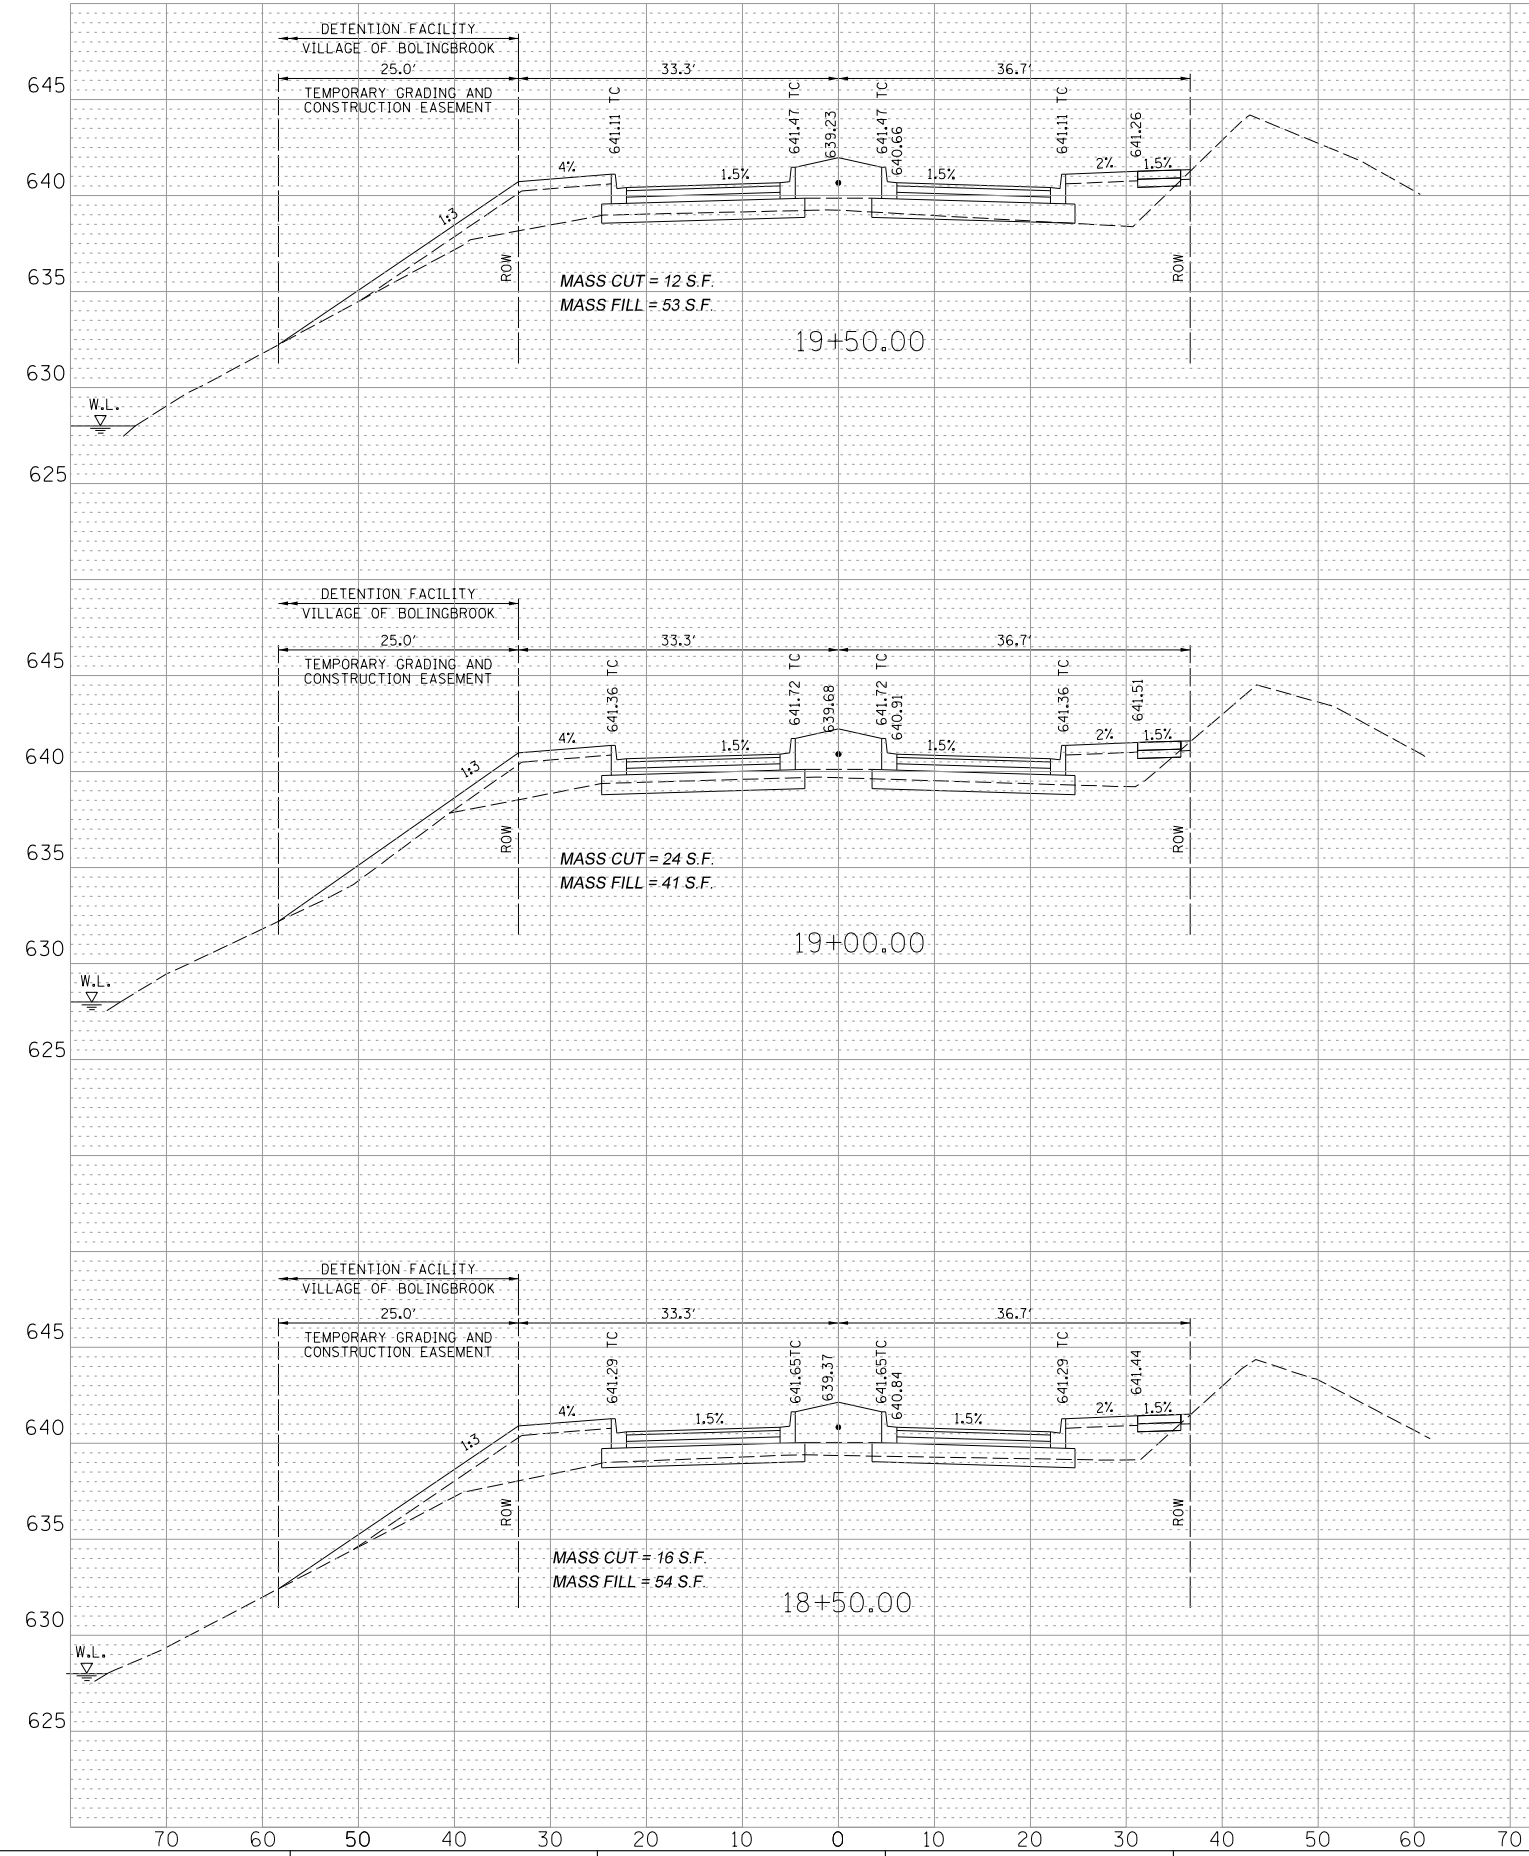 DETENTION FACILITY
VILLAGE OF BOLINGBROOK
25.0' 33.3' 36.7'
TEMPORARY GRADING AND
CONSTRUCTION EASEMENT
645
641.11 TC
641.47 TC
639.23
641.47 TC
640.66
641.11 TC
641.26
4% 1.5% 1.5% 2% 1.5%
640
1:3
ROW
ROW
635
MASS CUT = 12 S.F.
MASS FILL = 53 S.F.
19+50.00
630
W.L.
625
DETENTION FACILITY
VILLAGE OF BOLINGBROOK
25.0' 33.3' 36.7'
TEMPORARY GRADING AND
CONSTRUCTION EASEMENT
645
641.36 TC
641.72 TC
639.68
641.72 TC
640.91
641.36 TC
641.51
4% 1.5% 1.5% 2% 1.5%
640
1:3
ROW
ROW
635
MASS CUT = 24 S.F.
MASS FILL = 41 S.F.
19+00.00
630
W.L.
625
DETENTION FACILITY
VILLAGE OF BOLINGBROOK
25.0' 33.3' 36.7'
TEMPORARY GRADING AND
CONSTRUCTION EASEMENT
645
641.29 TC
641.65TC
639.37
641.65TC
640.84
641.29 TC
641.44
4% 1.5% 1.5% 2% 1.5%
640
1:3
ROW
ROW
635
MASS CUT = 16 S.F.
MASS FILL = 54 S.F.
18+50.00
630
W.L.
625
70 60 50 40 30 20 10 0 10 20 30 40 50 60 70